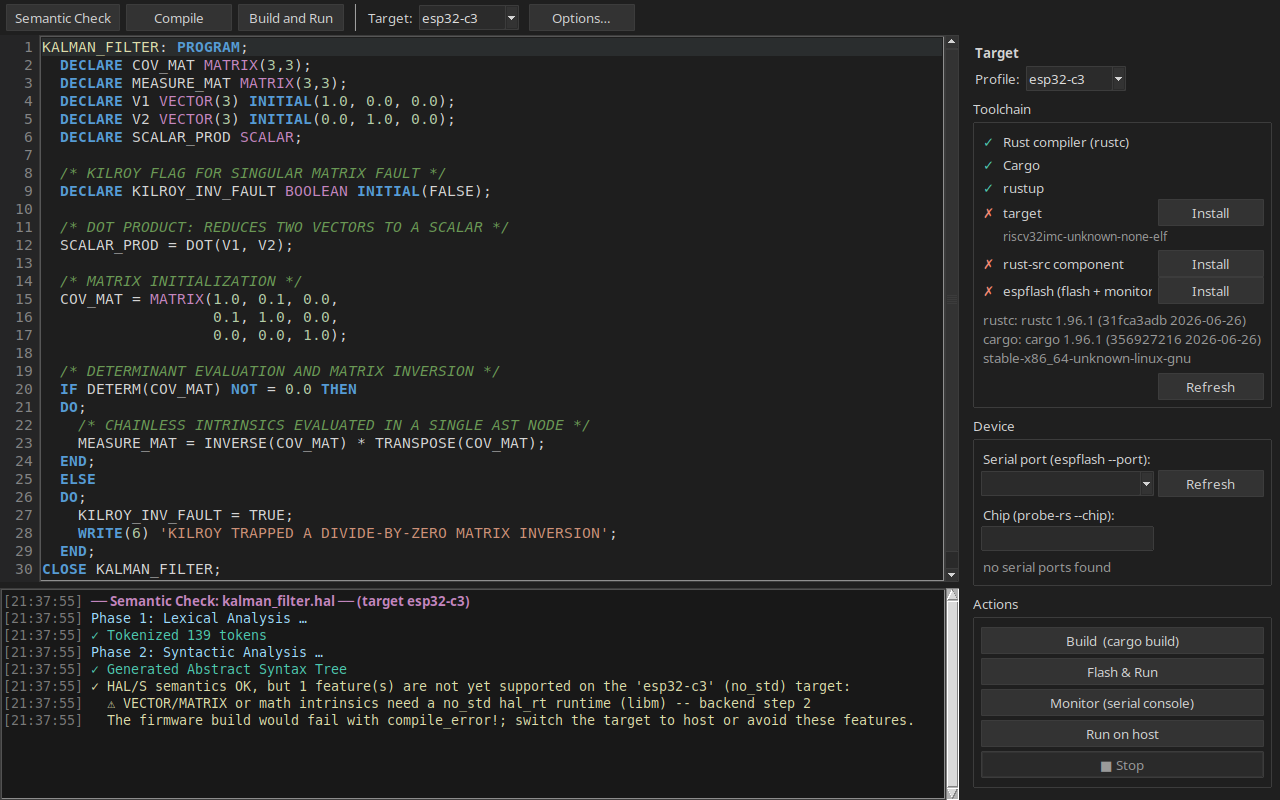 Semantic Check Compile Build and Run Target: esp32-c3 Options...
1 KALMAN_FILTER: PROGRAM;
2   DECLARE COV_MAT MATRIX(3,3);
3   DECLARE MEASURE_MAT MATRIX(3,3);
4   DECLARE V1 VECTOR(3) INITIAL(1.0, 0.0, 0.0);
5   DECLARE V2 VECTOR(3) INITIAL(0.0, 1.0, 0.0);
6   DECLARE SCALAR_PROD SCALAR;
7
8   /* KILROY FLAG FOR SINGULAR MATRIX FAULT */
9   DECLARE KILROY_INV_FAULT BOOLEAN INITIAL(FALSE);
10
11   /* DOT PRODUCT: REDUCES TWO VECTORS TO A SCALAR */
12   SCALAR_PROD = DOT(V1, V2);
13
14   /* MATRIX INITIALIZATION */
15   COV_MAT = MATRIX(1.0, 0.1, 0.0,
16                     0.1, 1.0, 0.0,
17                     0.0, 0.0, 1.0);
18
19   /* DETERMINANT EVALUATION AND MATRIX INVERSION */
20   IF DETERM(COV_MAT) NOT = 0.0 THEN
21   DO;
22     /* CHAINLESS INTRINSICS EVALUATED IN A SINGLE AST NODE */
23     MEASURE_MAT = INVERSE(COV_MAT) * TRANSPOSE(COV_MAT);
24   END;
25   ELSE
26   DO;
27     KILROY_INV_FAULT = TRUE;
28     WRITE(6) 'KILROY TRAPPED A DIVIDE-BY-ZERO MATRIX INVERSION';
29   END;
30 CLOSE KALMAN_FILTER;
[21:37:55] ── Semantic Check: kalman_filter.hal ── (target esp32-c3)
[21:37:55] Phase 1: Lexical Analysis …
[21:37:55] ✓ Tokenized 139 tokens
[21:37:55] Phase 2: Syntactic Analysis …
[21:37:55] ✓ Generated Abstract Syntax Tree
[21:37:55] ✓ HAL/S semantics OK, but 1 feature(s) are not yet supported on the 'esp32-c3' (no_std) target:
[21:37:55]   ⚠ VECTOR/MATRIX or math intrinsics need a no_std hal_rt runtime (libm) -- backend step 2
[21:37:55]   The firmware build would fail with compile_error!; switch the target to host or avoid these features.
Target
Profile: esp32-c3
Toolchain
✓ Rust compiler (rustc)
✓ Cargo
✓ rustup
✗ target Install
riscv32imc-unknown-none-elf
✗ rust-src component Install
✗ espflash (flash + monitor Install
rustc: rustc 1.96.1 (31fca3adb 2026-06-26)
cargo: cargo 1.96.1 (356927216 2026-06-26)
stable-x86_64-unknown-linux-gnu
Refresh
Device
Serial port (espflash --port):
Refresh
Chip (probe-rs --chip):
no serial ports found
Actions
Build (cargo build)
Flash & Run
Monitor (serial console)
Run on host
■ Stop